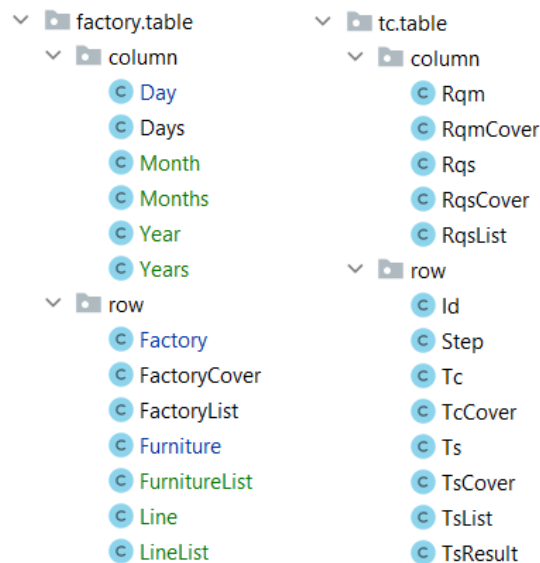 factory.table
column
C Day
C Days
C Month
C Months
C Year
C Years
row
C Factory
C FactoryCover
C FactoryList
C Furniture
C FurnitureList
C Line
C LineList
tc.table
column
C Rqm
C RqmCover
C Rqs
C RqsCover
C RqsList
row
C Id
C Step
C Tc
C TcCover
C Ts
C TsCover
C TsList
C TsResult